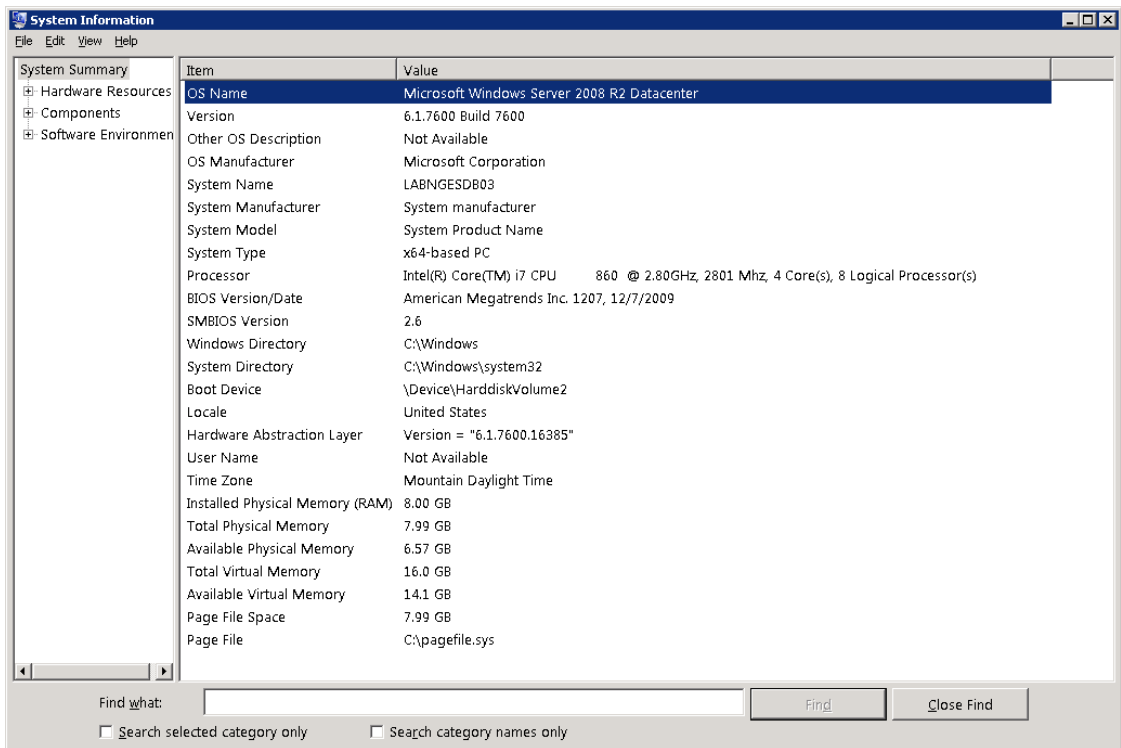 System Information
File Edit View Help
System Summary
Hardware Resources
Components
Software Environmen
Item Value
OS Name Microsoft Windows Server 2008 R2 Datacenter
Version 6.1.7600 Build 7600
Other OS Description Not Available
OS Manufacturer Microsoft Corporation
System Name LABNGESDB03
System Manufacturer System manufacturer
System Model System Product Name
System Type x64-based PC
Processor Intel(R) Core(TM) i7 CPU 860 @ 2.80GHz, 2801 Mhz, 4 Core(s), 8 Logical Processor(s)
BIOS Version/Date American Megatrends Inc. 1207, 12/7/2009
SMBIOS Version 2.6
Windows Directory C:\Windows
System Directory C:\Windows\system32
Boot Device \Device\HarddiskVolume2
Locale United States
Hardware Abstraction Layer Version = "6.1.7600.16385"
User Name Not Available
Time Zone Mountain Daylight Time
Installed Physical Memory (RAM) 8.00 GB
Total Physical Memory 7.99 GB
Available Physical Memory 6.57 GB
Total Virtual Memory 16.0 GB
Available Virtual Memory 14.1 GB
Page File Space 7.99 GB
Page File C:\pagefile.sys
Find what: Find Close Find
Search selected category only Search category names only